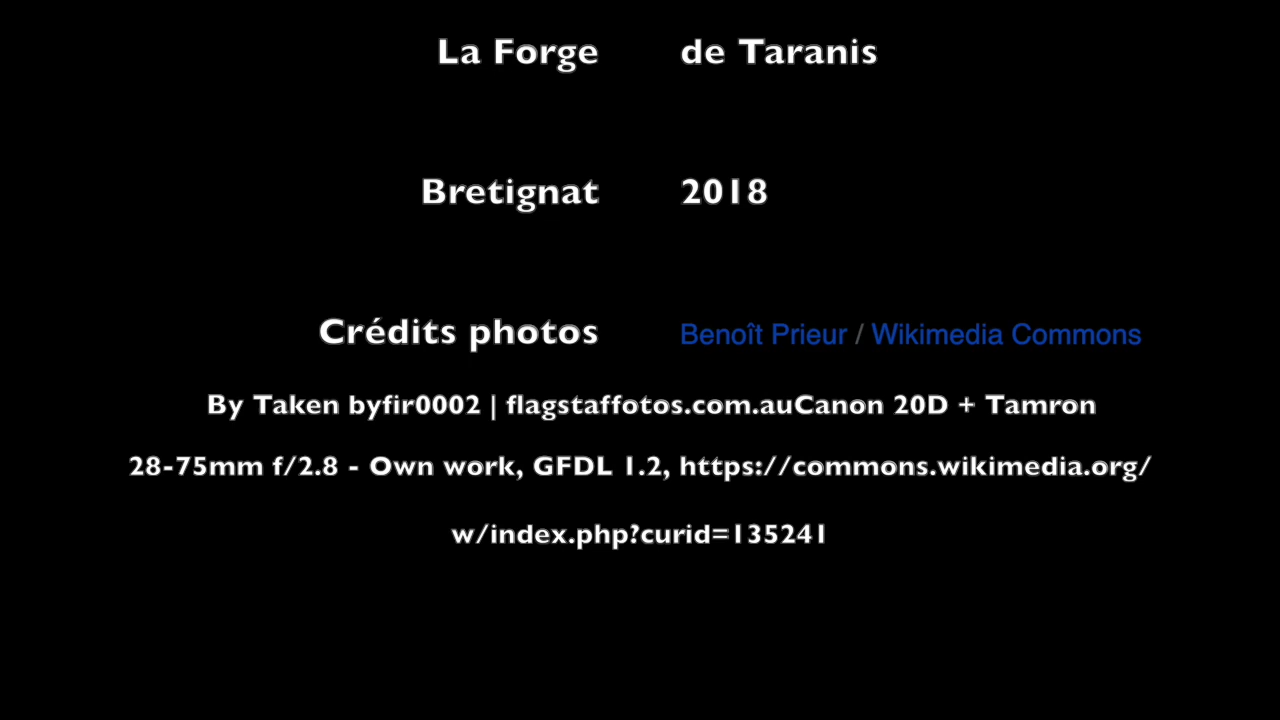 La Forge de Taranis
Bretignat 2018
Crédits photos Benoît Prieur / Wikimedia Commons
By Taken byfir0002 | flagstaffotos.com.auCanon 20D + Tamron
28-75mm f/2.8 - Own work, GFDL 1.2, https://commons.wikimedia.org/
w/index.php?curid=135241